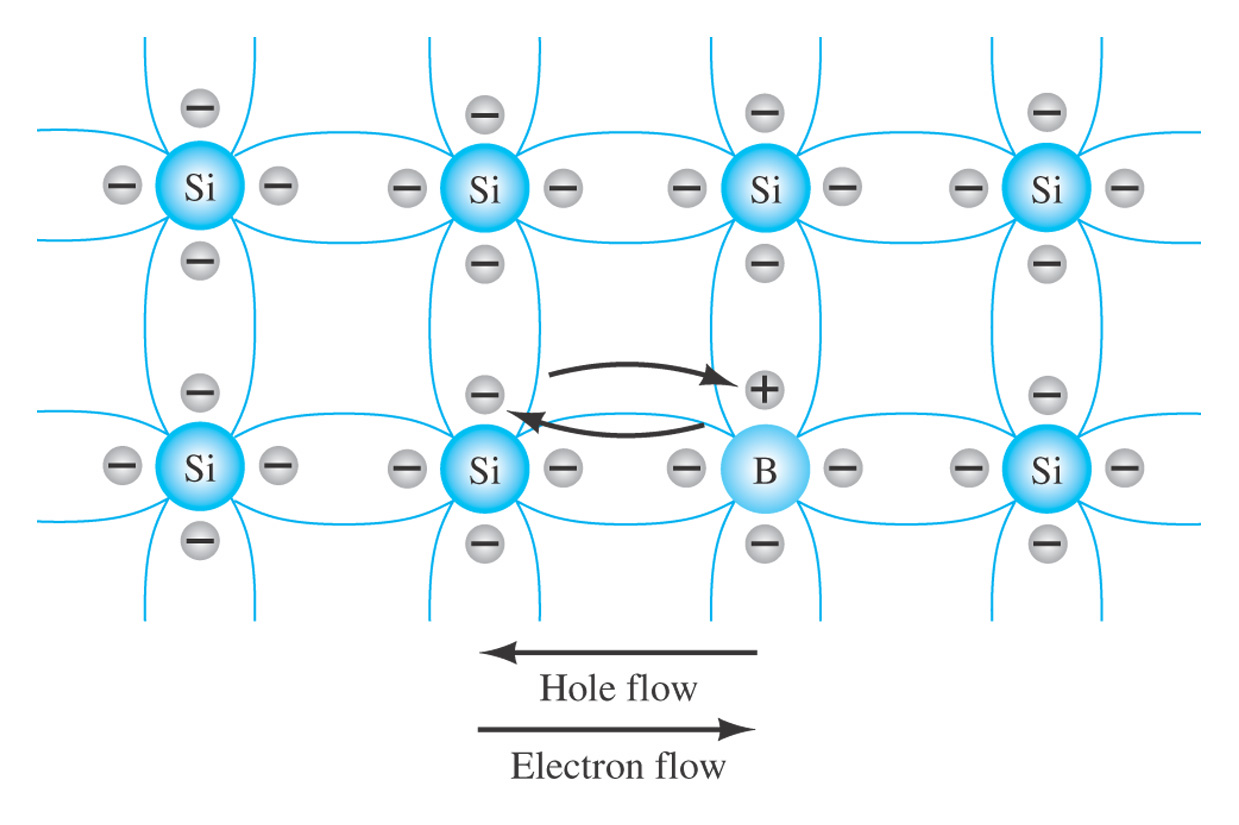 − − − −
− Si − − Si − − Si − − Si −
− − − −
− − + −
− Si − − Si − − B − − Si −
− − − −
Hole flow
Electron flow